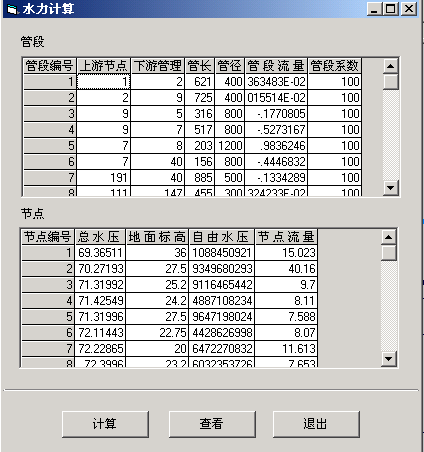 水力计算
管段
管段编号 上游节点 下游管理 管长 管径 管段流量 管段系数
1 1 2 621 400 363483E-02 100
2 2 9 725 400 015514E-02 100
3 9 5 316 800 -.1770805 100
4 9 7 517 800 -.5273167 100
5 7 8 203 1200 .9836246 100
6 7 40 156 800 -.4446832 100
7 191 40 885 500 -.1334289 100
8 111 147 455 300 324233E-02 100
节点
节点编号 总水压 地面标高 自由水压 节点流量
1 69.36511 36 1088450921 15.023
2 70.27193 27.5 9349680293 40.16
3 71.31992 25.2 9116465442 9.7
4 71.42549 24.2 4887108234 8.11
5 71.31996 27.5 9647198024 7.588
6 72.11443 22.75 4428626998 8.07
7 72.22865 20 6472270832 11.613
8 72.3996 23.2 6032353726 7.653
计算 查看 退出